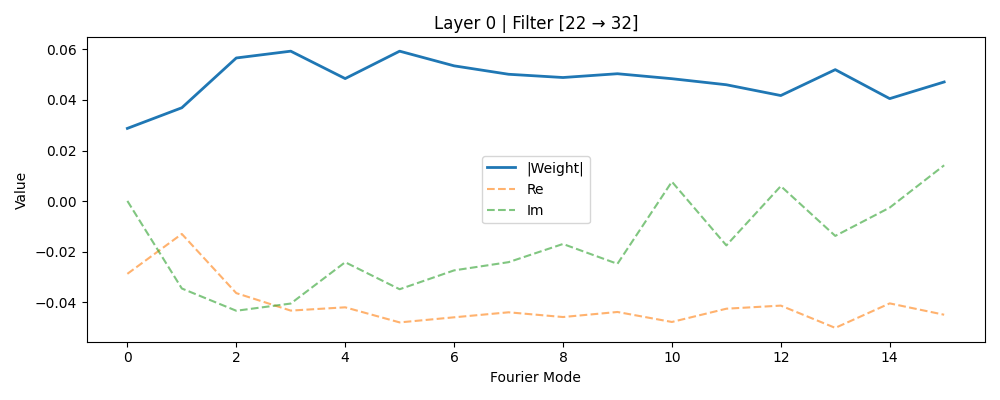 Layer 0 | Filter [22 → 32]
Value
0.06
0.04
0.02
0.00
−0.02
−0.04
|Weight|
Re
Im
0 2 4 6 8 10 12 14
Fourier Mode